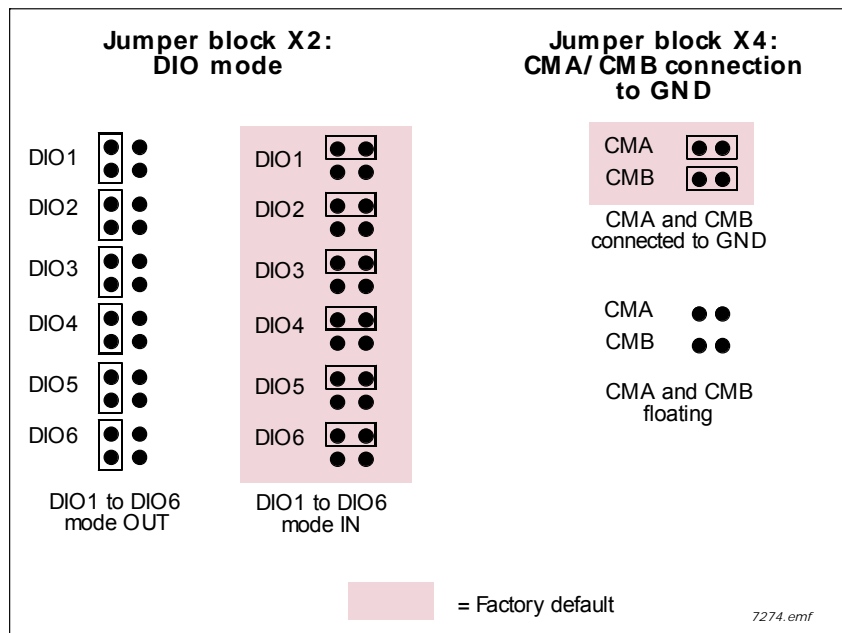 Jumper block X2:
DIO mode
DIO1
DIO2
DIO3
DIO4
DIO5
DIO6
DIO1 to DIO6
mode OUT
DIO1
DIO2
DIO3
DIO4
DIO5
DIO6
DIO1 to DIO6
mode IN
Jumper block X4:
CMA/ CMB connection
to GND
CMA
CMB
CMA and CMB
connected to GND
CMA
CMB
CMA and CMB
floating
= Factory default
7274.emf